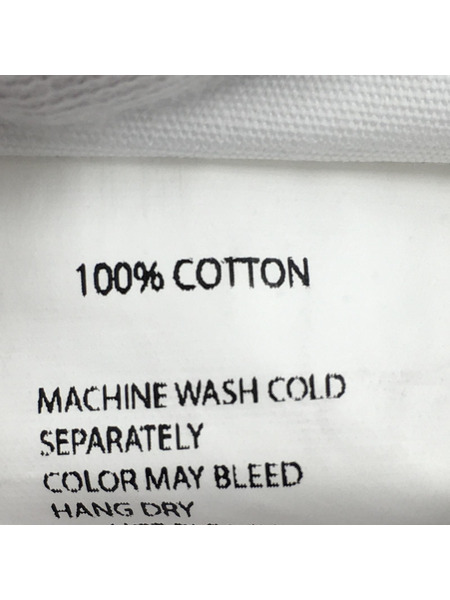 100% COTTON
MACHINE WASH COLD
SEPARATELY
COLOR MAY BLEED
HANG DRY